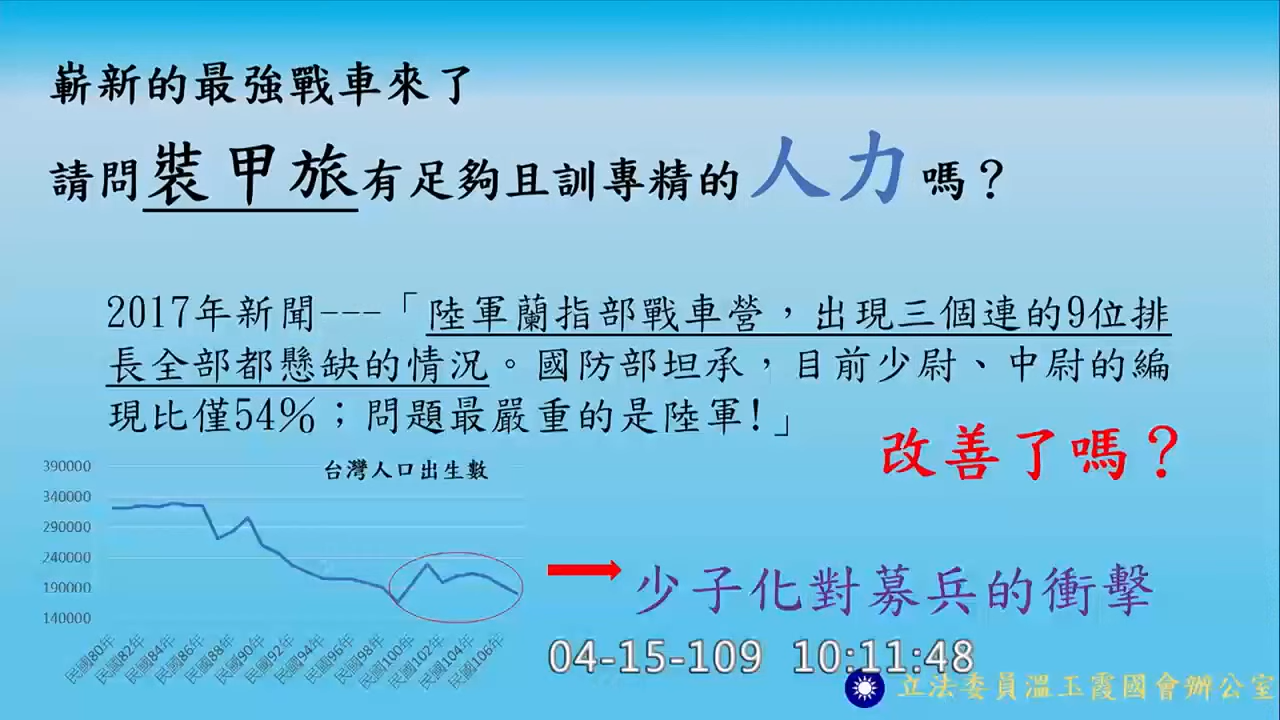 嶄新的最強戰車來了
請問裝甲旅有足夠且訓專精的人力嗎？
2017年新聞---「陸軍蘭指部戰車營，出現三個連的9位排
長全部都懸缺的情況。國防部坦承，目前少尉、中尉的編
現比僅54%；問題最嚴重的是陸軍!」
改善了嗎？
台灣人口出生數
390000
340000
290000
240000
190000
140000
民國80年
民國82年
民國84年
民國86年
民國88年
民國90年
民國92年
民國94年
民國96年
民國98年
民國100年
民國102年
民國104年
民國106年
少子化對募兵的衝擊
04-15-109 10:11:48
立法委員溫玉霞國會辦公室